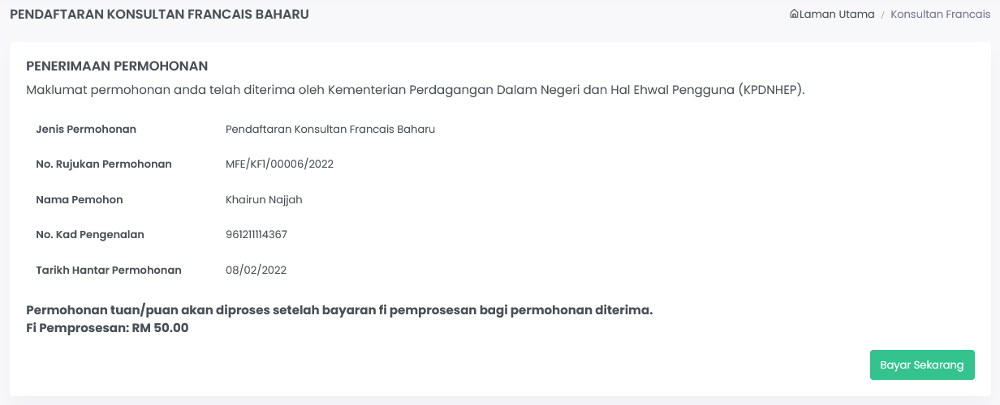 PENDAFTARAN KONSULTAN FRANCAIS BAHARU
Laman Utama / Konsultan Francais
PENERIMAAN PERMOHONAN
Maklumat permohonan anda telah diterima oleh Kementerian Perdagangan Dalam Negeri dan Hal Ehwal Pengguna (KPDNHEP).
Jenis Permohonan Pendaftaran Konsultan Francais Baharu
No. Rujukan Permohonan MFE/KF1/00006/2022
Nama Pemohon Khairun Najjah
No. Kad Pengenalan 961211114367
Tarikh Hantar Permohonan 08/02/2022
Permohonan tuan/puan akan diproses setelah bayaran fi pemprosesan bagi permohonan diterima.
Fi Pemprosesan: RM 50.00
Bayar Sekarang